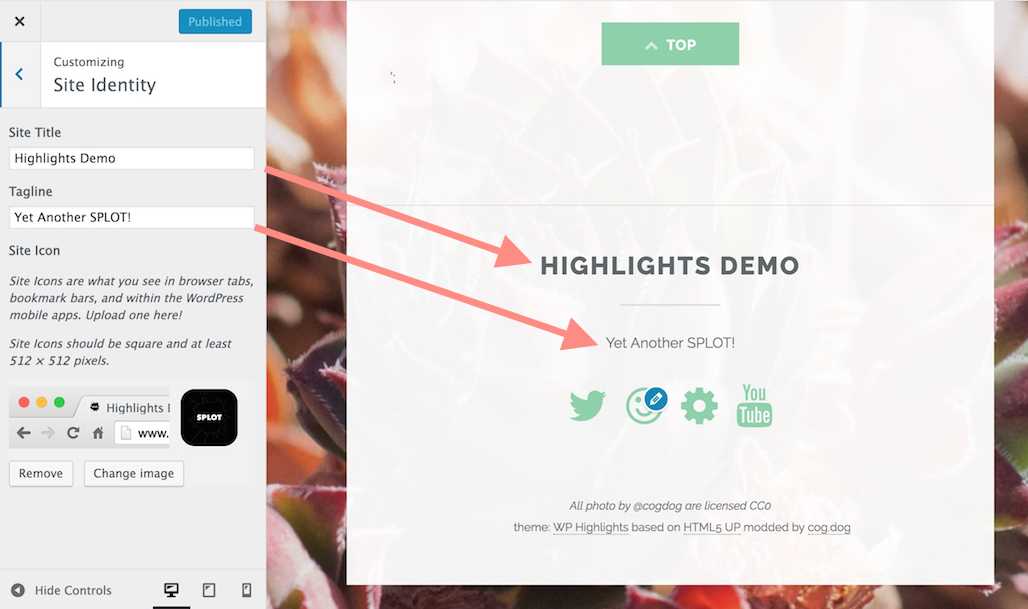 Published
Customizing
Site Identity
Site Title
Highlights Demo
Tagline
Yet Another SPLOT!
Site Icon
Site Icons are what you see in browser tabs,
bookmark bars, and within the WordPress
mobile apps. Upload one here!
Site Icons should be square and at least
512 × 512 pixels.
Highlights D
www.
SPLOT
Remove
Change image
Hide Controls
TOP
HIGHLIGHTS DEMO
Yet Another SPLOT!
You
Tube
All photo by @cogdog are licensed CC0
theme: WP Highlights based on HTML5 UP modded by cog.dog